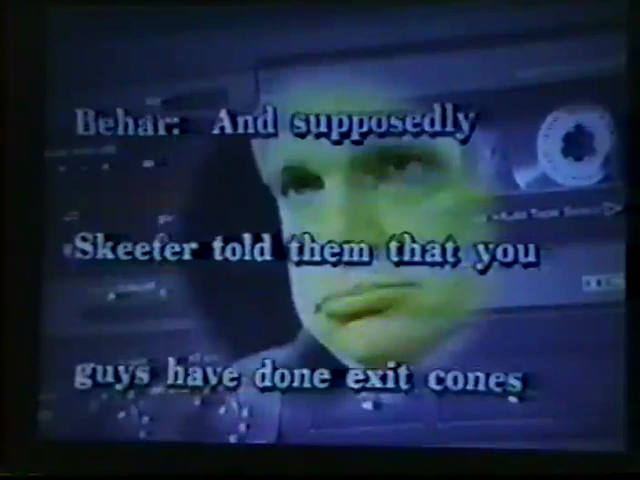 Behar: And supposedly
Skeeter told them that you
guys have done exit cones